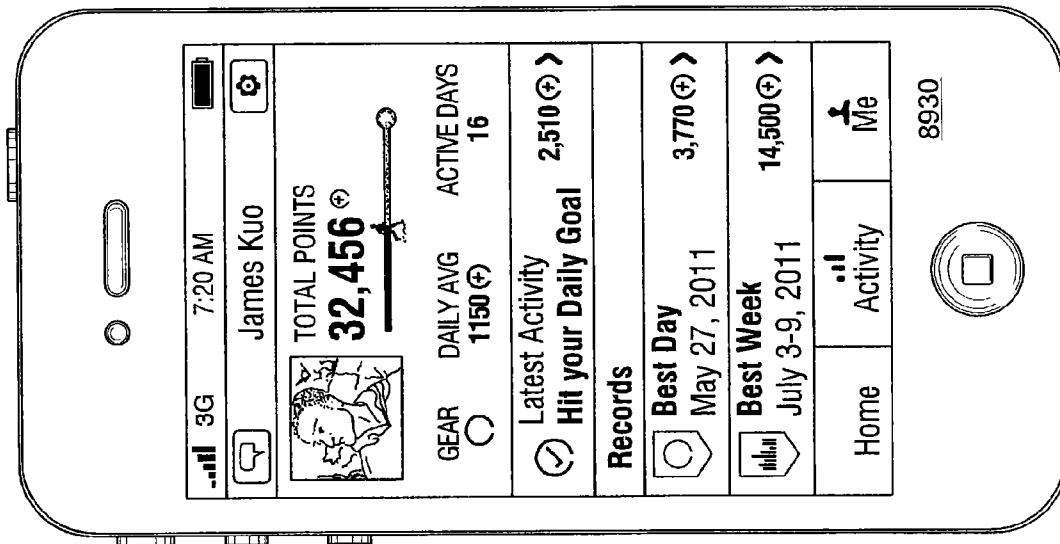 3G 7:20 AM
James Kuo
TOTAL POINTS
32,456
GEAR DAILY AVG ACTIVE DAYS
1150 16
Latest Activity
Hit your Daily Goal 2,510
Records
Best Day
May 27, 2011 3,770
Best Week
July 3-9, 2011 14,500
Home Activity Me
8930